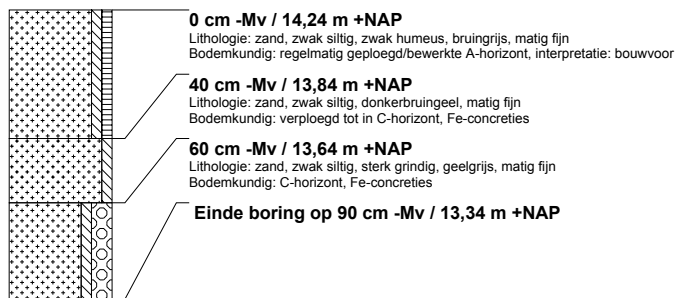 0 cm -Mv / 14,24 m +NAP
Lithologie: zand, zwak siltig, zwak humeus, bruingrijs, matig fijn
Bodemkundig: regelmatig geploegd/bewerkte A-horizont, interpretatie: bouwvoor
40 cm -Mv / 13,84 m +NAP
Lithologie: zand, zwak siltig, donkerbruingeel, matig fijn
Bodemkundig: verploegd tot in C-horizont, Fe-concreties
60 cm -Mv / 13,64 m +NAP
Lithologie: zand, zwak siltig, sterk grindig, geelgrijs, matig fijn
Bodemkundig: C-horizont, Fe-concreties
Einde boring op 90 cm -Mv / 13,34 m +NAP